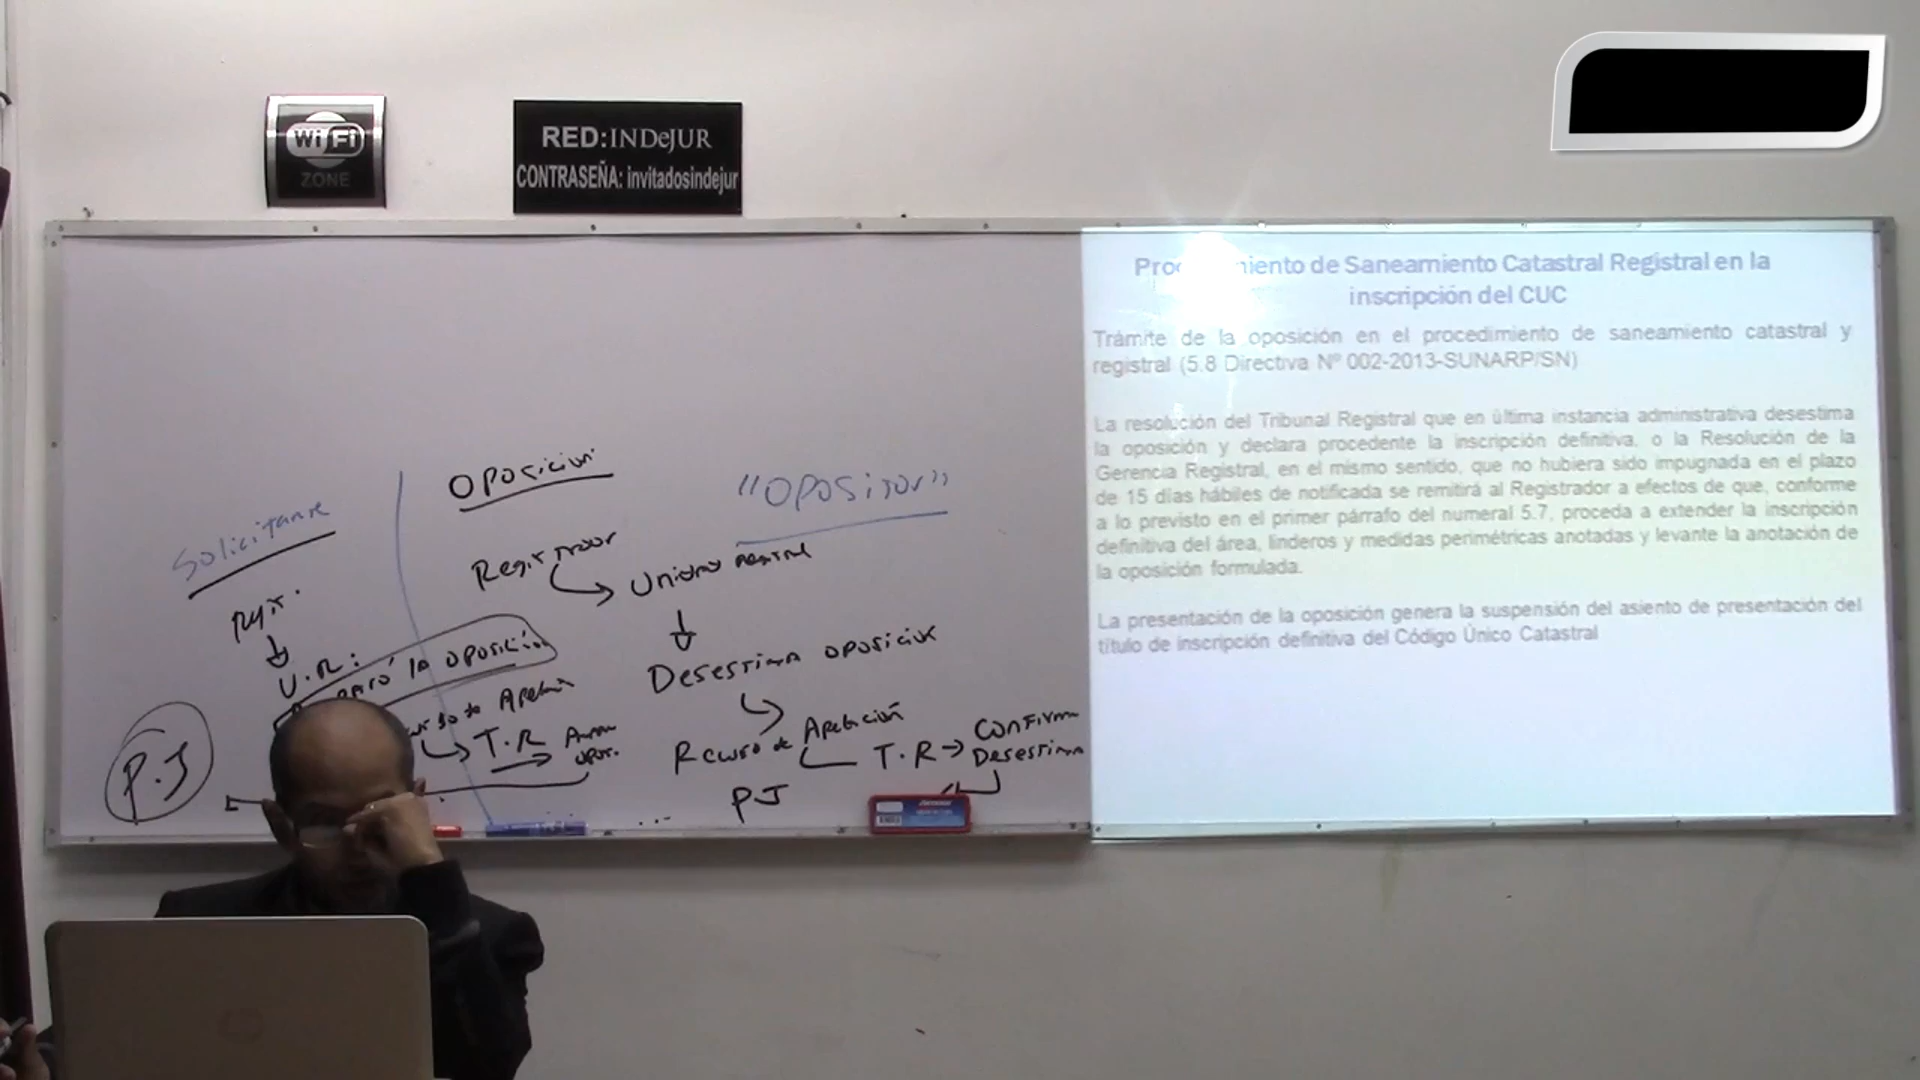 WiFi
ZONE
RED:INDeJUR
CONTRASEÑA: invitadosindejur
Solicitante
U.R:
la oposición
Apelación
T.R
P.J
Oposición
Registrador
Unidad Registral
Desestima oposición
Recurso de Apelación
T.R → Confirma
Desestima
PJ
...
"Opositor"
Procedimiento de Saneamiento Catastral Registral en la
inscripción del CUC
Trámite de la oposición en el procedimiento de saneamiento catastral y
registral (5.8 Directiva Nº 002-2013-SUNARP/SN)
La resolución del Tribunal Registral que en última instancia administrativa desestima
la oposición y declara procedente la inscripción definitiva, o la Resolución de la
Gerencia Registral, en el mismo sentido, que no hubiera sido impugnada en el plazo
de 15 días hábiles de notificada se remitirá al Registrador a efectos de que, conforme
a lo previsto en el primer párrafo del numeral 5.7, proceda a extender la inscripción
definitiva del área, linderos y medidas perimétricas anotadas y levante la anotación de
la oposición formulada.
La presentación de la oposición genera la suspensión del asiento de presentación del
título de inscripción definitiva del Código Único Catastral